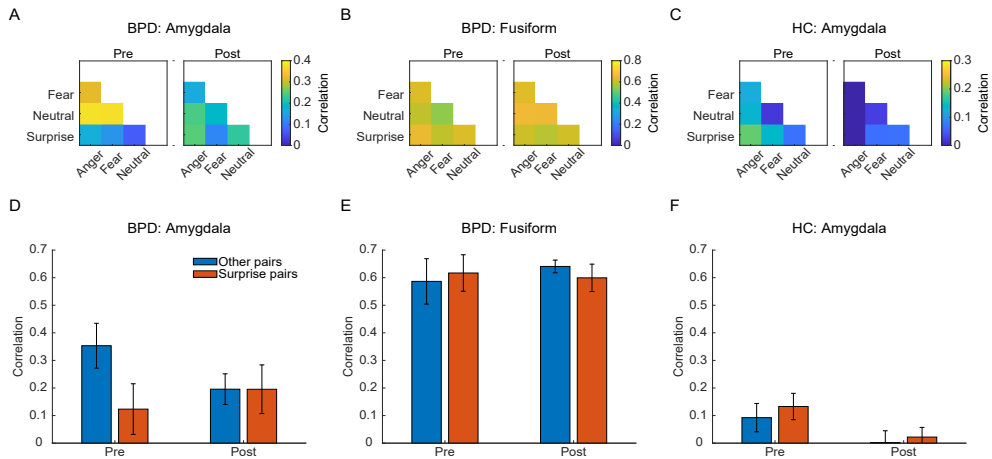 A
BPD: Amygdala
Pre
Post
Fear
Neutral
Surprise
Anger
Fear
Neutral
Anger
Fear
Neutral
0.4
0.3
0.2
0.1
0
Correlation
B
BPD: Fusiform
Pre
Post
Fear
Neutral
Surprise
Anger
Fear
Neutral
Anger
Fear
Neutral
0.8
0.6
0.4
0.2
0
Correlation
C
HC: Amygdala
Pre
Post
Fear
Neutral
Surprise
Anger
Fear
Neutral
Anger
Fear
Neutral
0.3
0.2
0.1
0
Correlation
D
BPD: Amygdala
0.7
0.6
0.5
0.4
0.3
0.2
0.1
0
Correlation
Other pairs
Surprise pairs
Pre
Post
E
BPD: Fusiform
0.7
0.6
0.5
0.4
0.3
0.2
0.1
0
Correlation
Pre
Post
F
HC: Amygdala
0.7
0.6
0.5
0.4
0.3
0.2
0.1
0
Correlation
Pre
Post